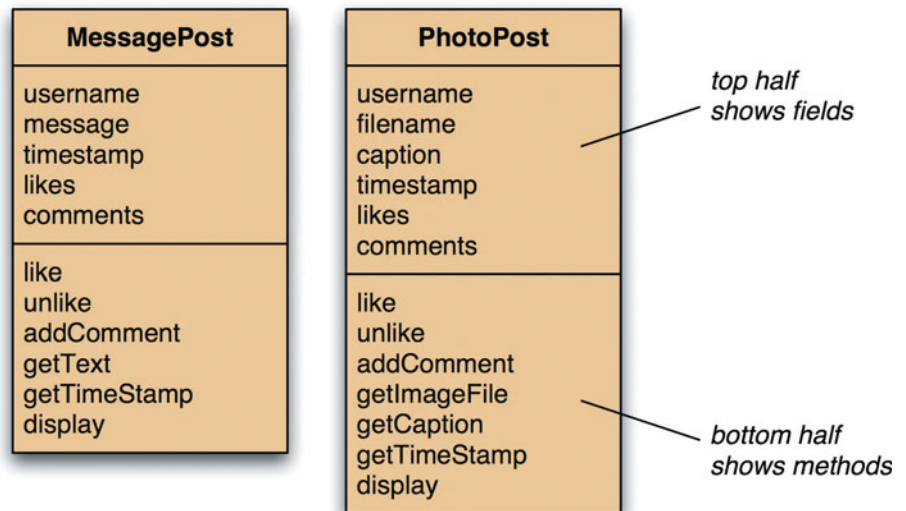 MessagePost
username
message
timestamp
likes
comments
like
unlike
addComment
getText
getTimeStamp
display
PhotoPost
username
filename
caption
timestamp
likes
comments
like
unlike
addComment
getImageFile
getCaption
getTimeStamp
display
top half
shows fields
bottom half
shows methods